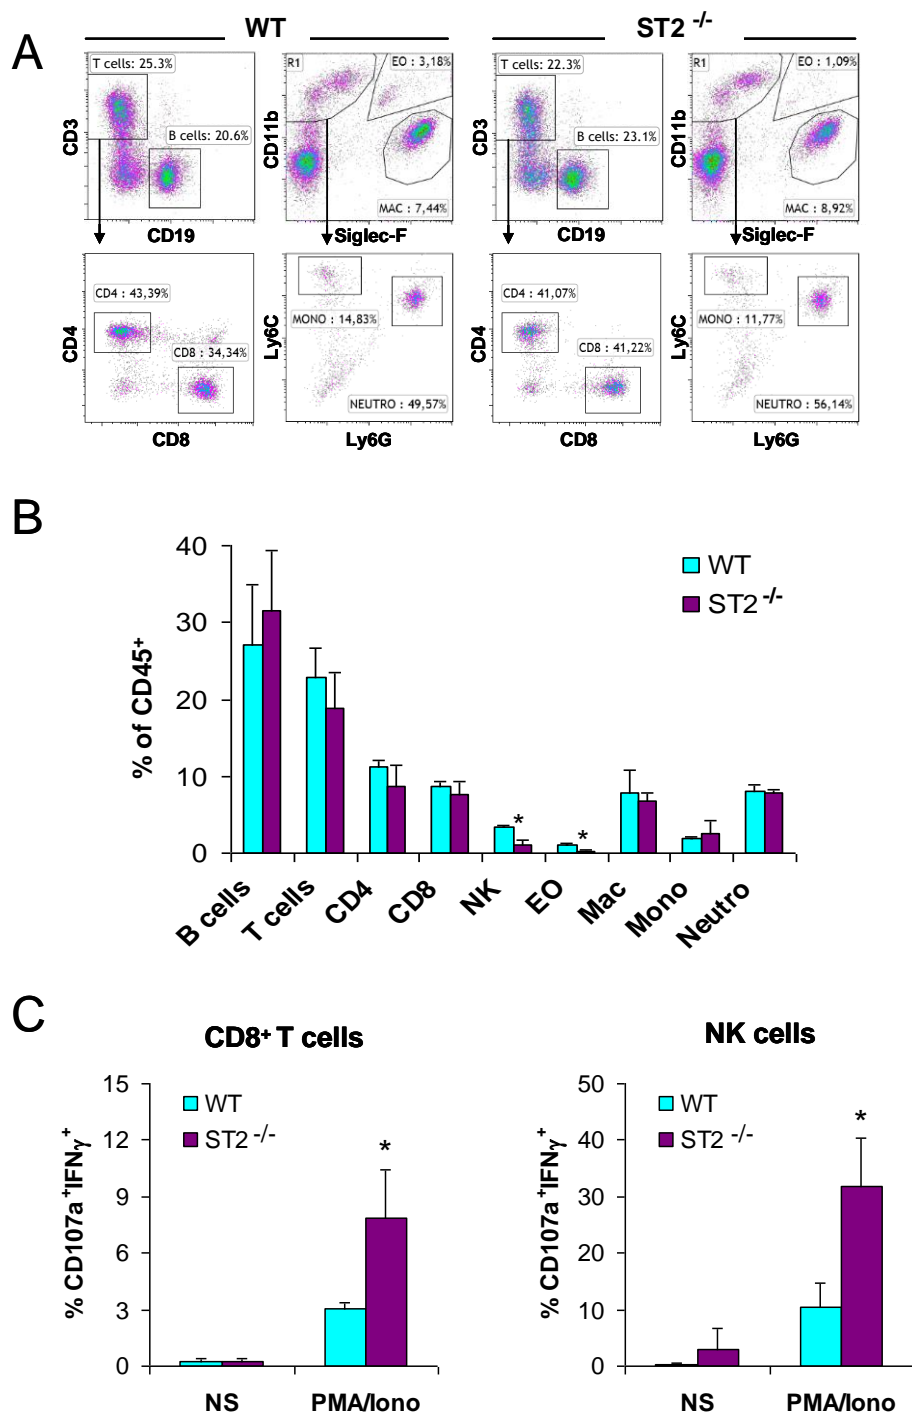 A
WT
ST2 -/-
T cells: 25.3%
B cells: 20.6%
CD3
CD19
R1
EO : 3,18%
MAC : 7,44%
CD11b
Siglec-F
T cells: 22.3%
B cells: 23.1%
CD3
CD19
R1
EO : 1,09%
MAC : 8,92%
CD11b
Siglec-F
CD4 : 43,39%
CD8 : 34,34%
CD4
CD8
MONO : 14,83%
NEUTRO : 49,57%
Ly6C
Ly6G
CD4 : 41,07%
CD8 : 41,22%
CD4
CD8
MONO : 11,77%
NEUTRO : 56,14%
Ly6C
Ly6G
B
% of CD45+
40
30
20
10
0
WT
ST2 -/-
*
*
B cells
T cells
CD4
CD8
NK
EO
Mac
Mono
Neutro
C
CD8+ T cells
% CD107a+IFNγ+
15
12
9
6
3
0
WT
ST2 -/-
*
NS
PMA/Iono
NK cells
% CD107a+IFNγ+
50
40
30
20
10
0
WT
ST2 -/-
*
NS
PMA/Iono